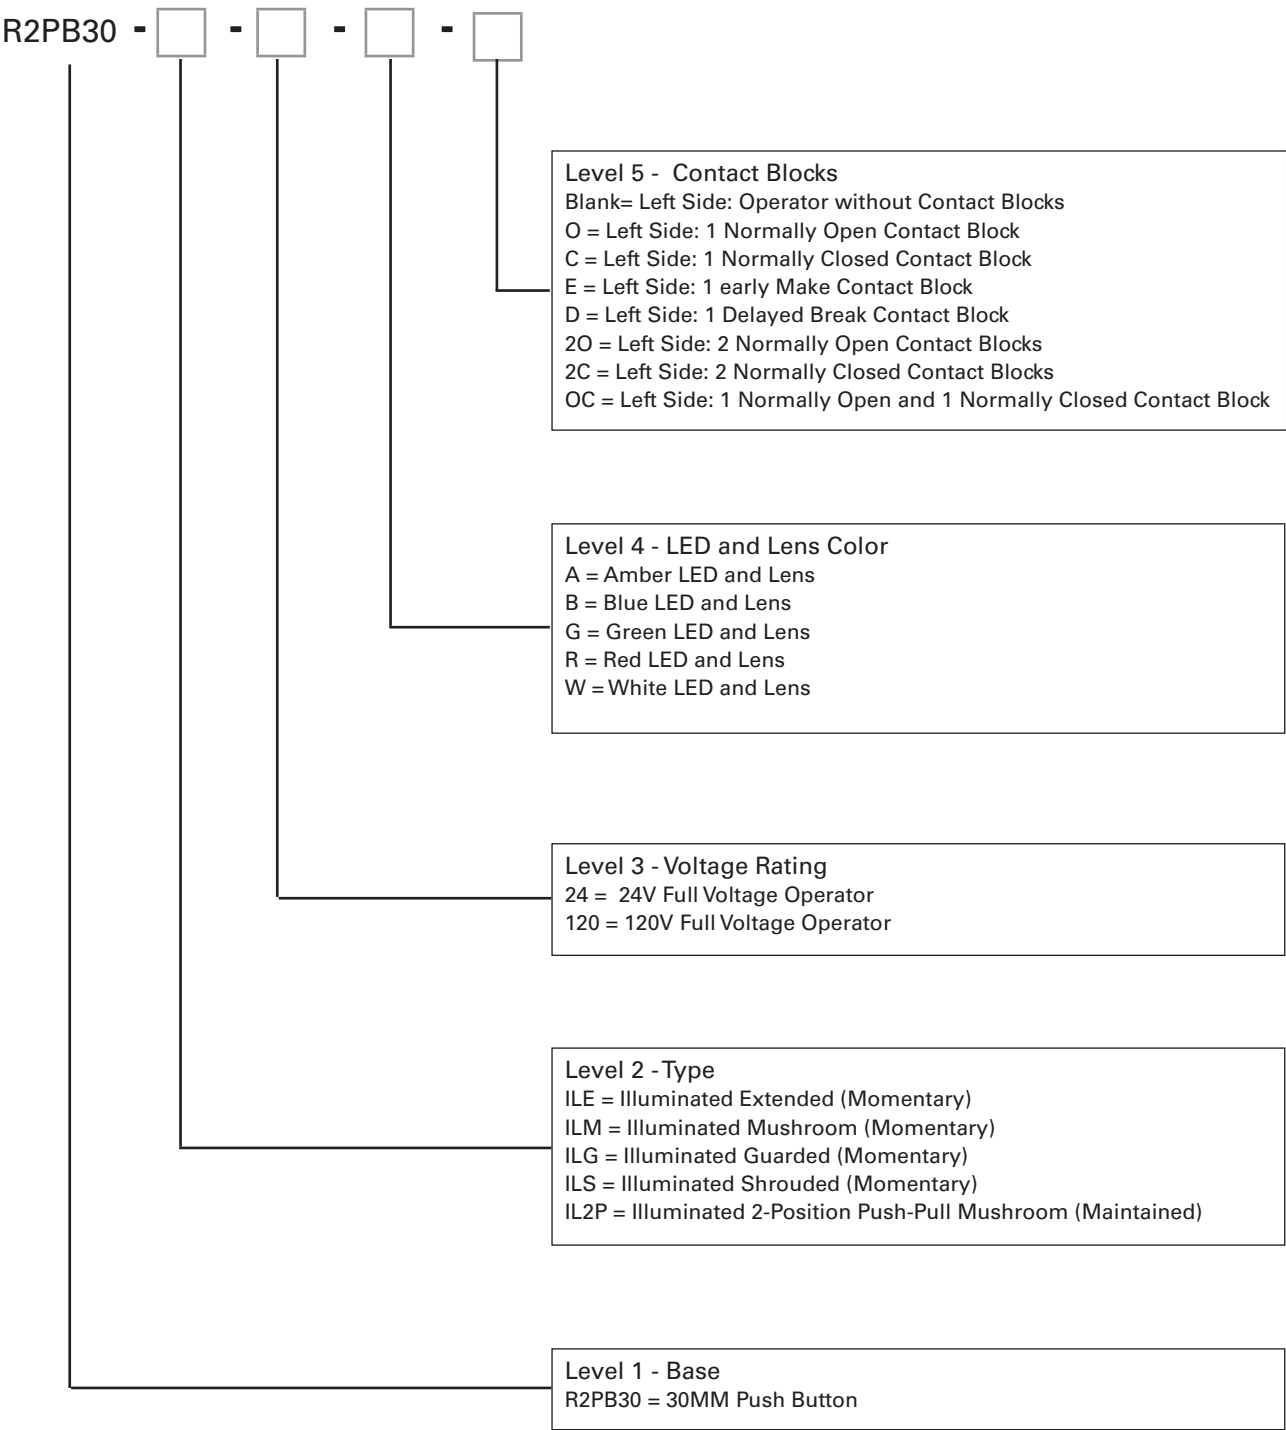 R2PB30 - - - -
Level 5 - Contact Blocks
Blank= Left Side: Operator without Contact Blocks
O = Left Side: 1 Normally Open Contact Block
C = Left Side: 1 Normally Closed Contact Block
E = Left Side: 1 early Make Contact Block
D = Left Side: 1 Delayed Break Contact Block
2O = Left Side: 2 Normally Open Contact Blocks
2C = Left Side: 2 Normally Closed Contact Blocks
OC = Left Side: 1 Normally Open and 1 Normally Closed Contact Block
Level 4 - LED and Lens Color
A = Amber LED and Lens
B = Blue LED and Lens
G = Green LED and Lens
R = Red LED and Lens
W = White LED and Lens
Level 3 - Voltage Rating
24 = 24V Full Voltage Operator
120 = 120V Full Voltage Operator
Level 2 - Type
ILE = Illuminated Extended (Momentary)
ILM = Illuminated Mushroom (Momentary)
ILG = Illuminated Guarded (Momentary)
ILS = Illuminated Shrouded (Momentary)
IL2P = Illuminated 2-Position Push-Pull Mushroom (Maintained)
Level 1 - Base
R2PB30 = 30MM Push Button